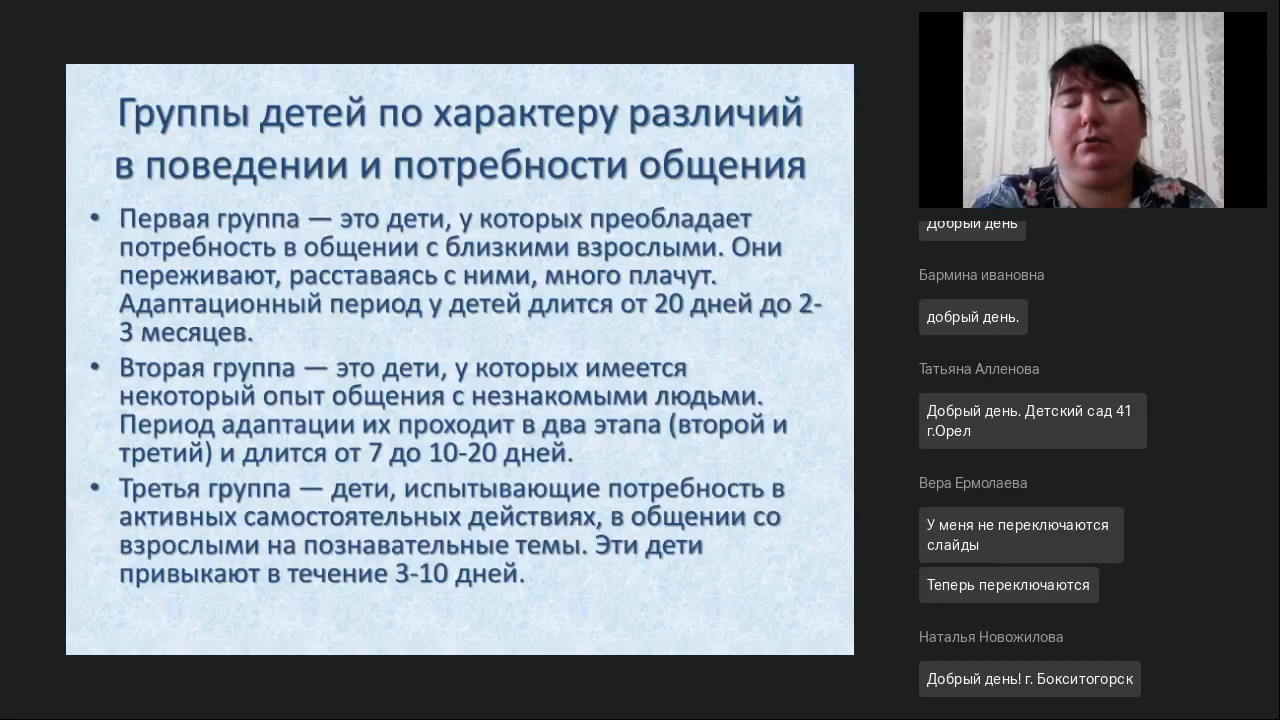 Группы детей по характеру различий
в поведении и потребности общения
• Первая группа — это дети, у которых преобладает
потребность в общении с близкими взрослыми. Они
переживают, расставаясь с ними, много плачут.
Адаптационный период у детей длится от 20 дней до 2-
3 месяцев.
• Вторая группа — это дети, у которых имеется
некоторый опыт общения с незнакомыми людьми.
Период адаптации их проходит в два этапа (второй и
третий) и длится от 7 до 10-20 дней.
• Третья группа — дети, испытывающие потребность в
активных самостоятельных действиях, в общении со
взрослыми на познавательные темы. Эти дети
привыкают в течение 3-10 дней.
Добрый день
Бармина ивановна
добрый день.
Татьяна Алленова
Добрый день. Детский сад 41
г.Орел
Вера Ермолаева
У меня не переключаются
слайды
Теперь переключаются
Наталья Новожилова
Добрый день! г. Бокситогорск